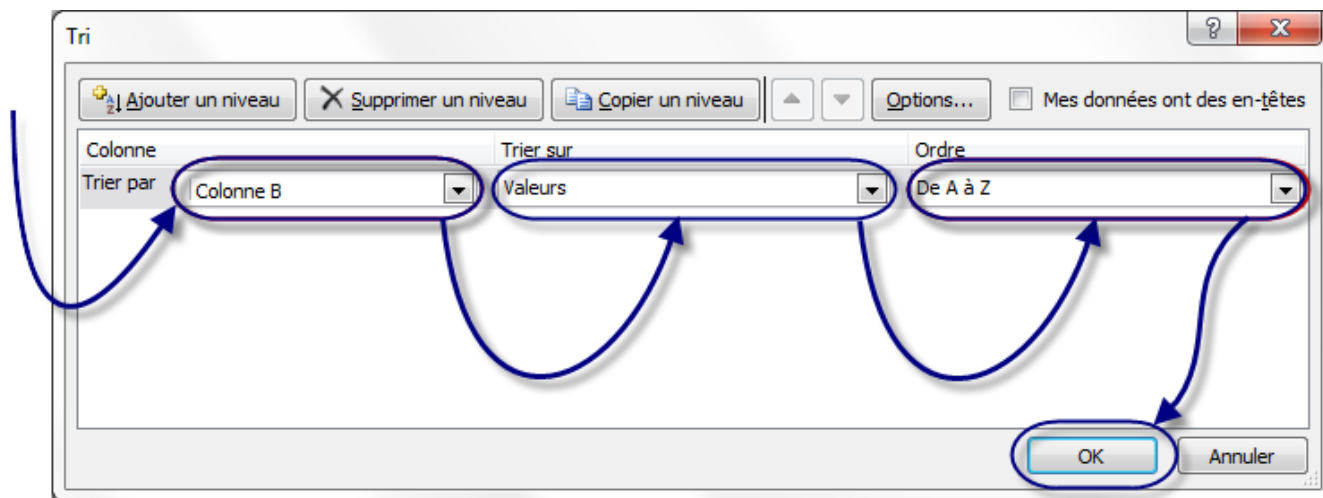 Tri
Ajouter un niveau Supprimer un niveau Copier un niveau Options... Mes données ont des en-têtes
Colonne Trier sur Ordre
Trier par Colonne B Valeurs De A à Z
OK Annuler